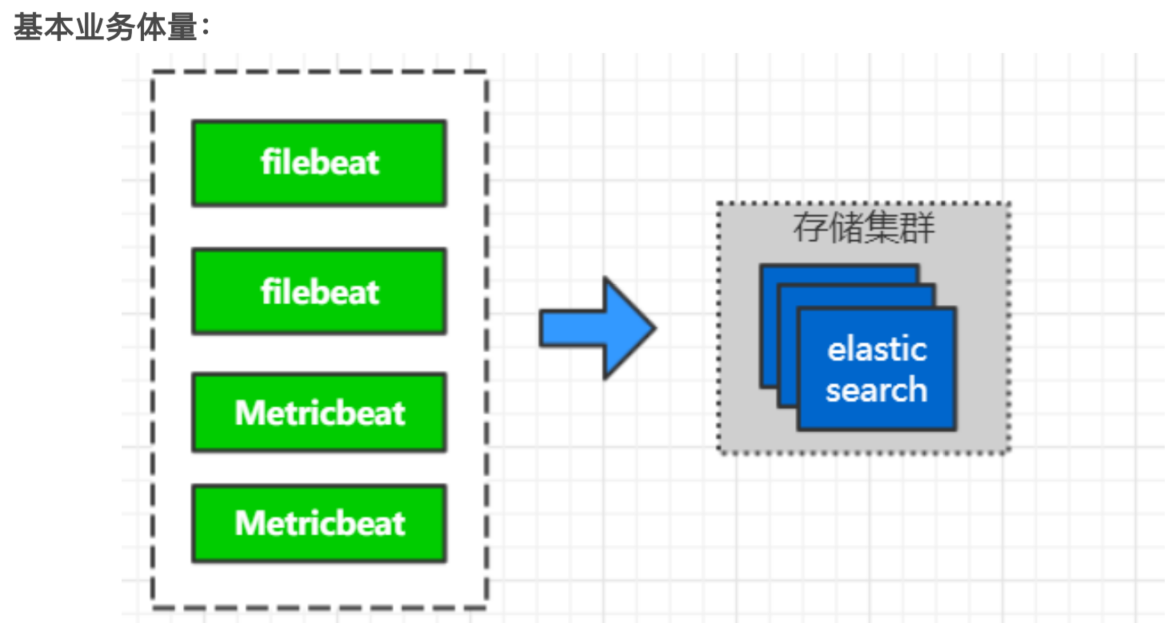 基本业务体量：
filebeat
filebeat
Metricbeat
Metricbeat
存储集群
elastic
search